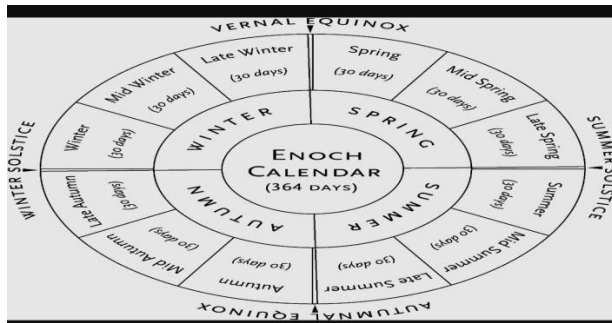 VERNAL EQUINOX
Late Winter
(30 days)
Spring
(30 days)
Mid Winter
(30 days)
Mid Spring
(30 days)
Winter
(30 days)
Late Spring
(30 days)
WINTER
SPRING
WINTER SOLSTICE
SUMMER SOLSTICE
ENOCH
CALENDAR
(364 DAYS)
AUTUMN
SUMMER
Late Autumn
(30 days)
Summer
(30 days)
Mid Autumn
(30 days)
Mid Summer
(30 days)
Autumn
(30 days)
Late Summer
(30 days)
AUTUMNAL EQUINOX